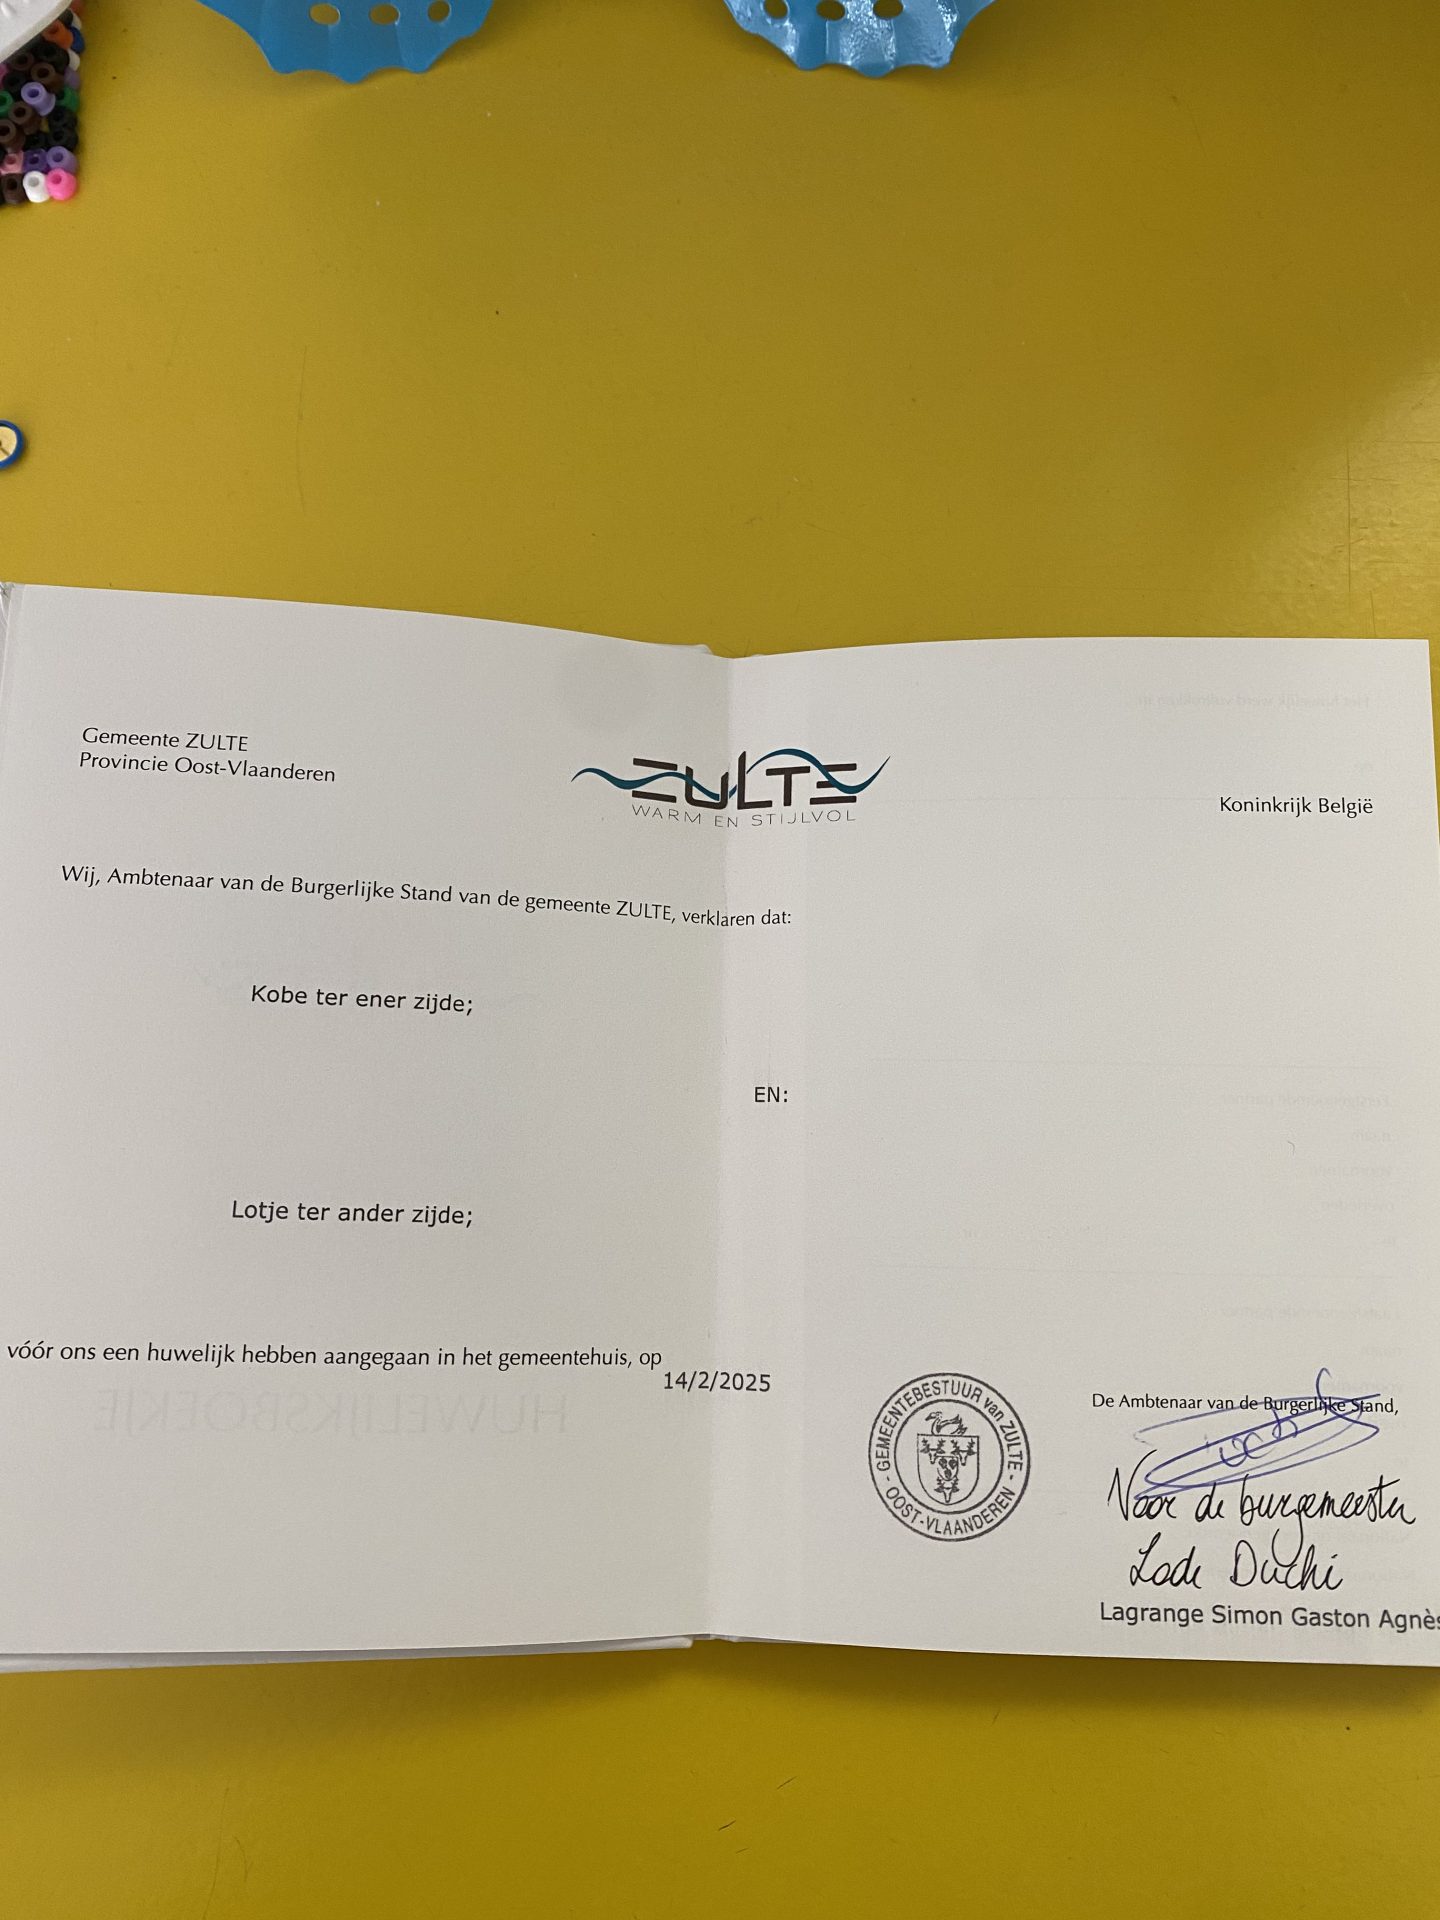 Gemeente ZULTE
Provincie Oost-Vlaanderen
ZULTE
WARM EN STIJLVOL
Koninkrijk België
Wij, Ambtenaar van de Burgerlijke Stand van de gemeente ZULTE, verklaren dat:
Kobe ter ener zijde;
EN:
Lotje ter ander zijde;
vóór ons een huwelijk hebben aangegaan in het gemeentehuis, op
14/2/2025
HUWELIJK
- GEMEENTEBESTUUR van ZULTE -
OOST-VLAANDEREN
De Ambtenaar van de Burgerlijke Stand,
Voor de burgemeester
Lode Duchi
Lagrange Simon Gaston Agnès